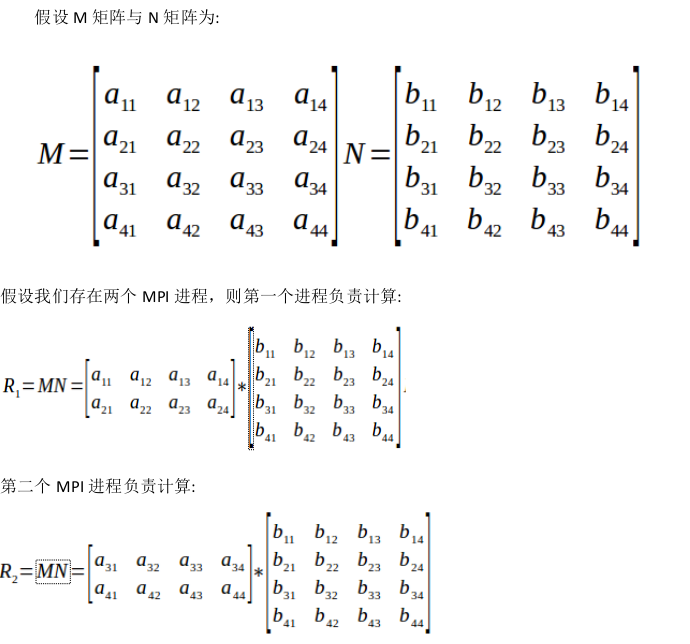 假设 M 矩阵与 N 矩阵为:
M = [ a₁₁ a₁₂ a₁₃ a₁₄ ] N = [ b₁₁ b₁₂ b₁₃ b₁₄ ]
a₂₁ a₂₂ a₂₃ a₂₄ b₂₁ b₂₂ b₂₃ b₂₄
a₃₁ a₃₂ a₃₃ a₃₄ b₃₁ b₃₂ b₃₃ b₃₄
a₄₁ a₄₂ a₄₃ a₄₄ b₄₁ b₄₂ b₄₃ b₄₄
假设我们存在两个 MPI 进程，则第一个进程负责计算:
b₁₁ b₁₂ b₁₃ b₁₄
R₁ = MN = [ a₁₁ a₁₂ a₁₃ a₁₄ ] * b₂₁ b₂₂ b₂₃ b₂₄
a₂₁ a₂₂ a₂₃ a₂₄ b₃₁ b₃₂ b₃₃ b₃₄
b₄₁ b₄₂ b₄₃ b₄₄
第二个 MPI 进程负责计算:
b₁₁ b₁₂ b₁₃ b₁₄
R₂ = MN = [ a₃₁ a₃₂ a₃₃ a₃₄ ] * b₂₁ b₂₂ b₂₃ b₂₄
a₄₁ a₄₂ a₄₃ a₄₄ b₃₁ b₃₂ b₃₃ b₃₄
b₄₁ b₄₂ b₄₃ b₄₄